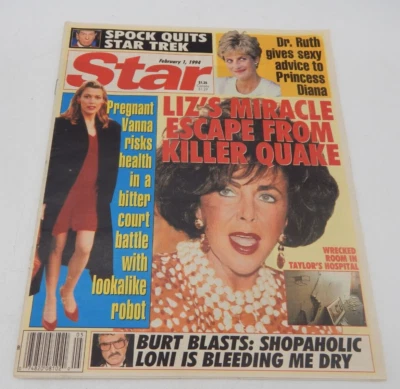 SPOCK QUITS
STAR TREK
February 1, 1994
Star
Dr. Ruth
gives sexy
advice to
Princess
Diana
Pregnant
Vanna
risks
health
in a
bitter
court
battle
with
lookalike
robot
LIZ'S MIRACLE
ESCAPE FROM
KILLER QUAKE
WRECKED
ROOM IN
TAYLOR'S HOSPITAL
BURT BLASTS: SHOPAHOLIC
LONI IS BLEEDING ME DRY